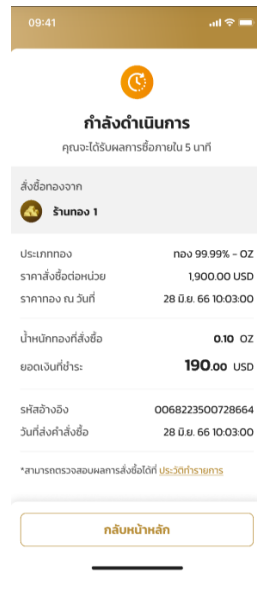 09:41
กำลังดำเนินการ
คุณจะได้รับผลการซื้อภายใน 5 นาที
สั่งซื้อทองจาก
ร้านทอง 1
ประเภททอง ทอง 99.99% - OZ
ราคาสั่งซื้อต่อหน่วย 1,900.00 USD
ราคาทอง ณ วันที่ 28 มิ.ย. 66 10:03:00
น้ำหนักทองที่สั่งซื้อ 0.10 OZ
ยอดเงินที่ชำระ 190.00 USD
รหัสอ้างอิง 0068223500728664
วันที่ส่งคำสั่งซื้อ 28 มิ.ย. 66 10:03:00
*สามารถตรวจสอบผลการสั่งซื้อได้ที่ ประวัติทำรายการ
กลับหน้าหลัก